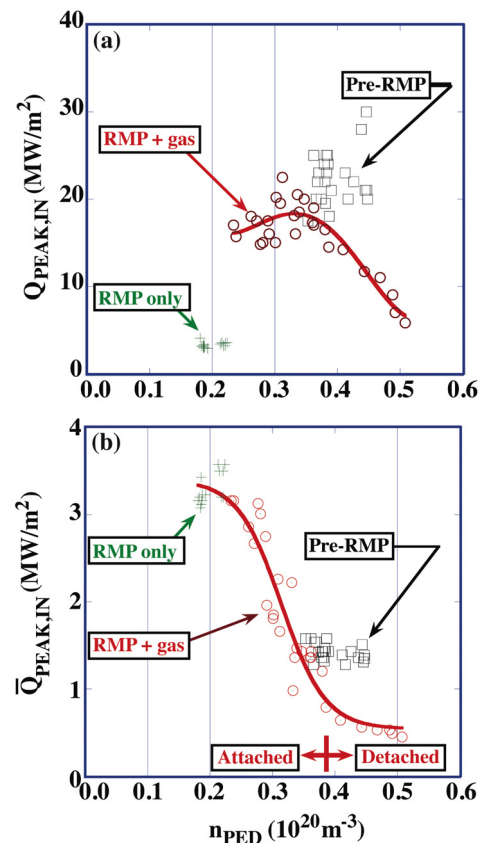 40
(a)
Pre-RMP
30
RMP + gas
20
Q_PEAK,IN (MW/m²)
10
RMP only
0
0.0 0.1 0.2 0.3 0.4 0.5 0.6
4
(b)
3
RMP only
Pre-RMP
2
Q̅_PEAK,IN (MW/m²)
RMP + gas
1
Attached Detached
0
0.0 0.1 0.2 0.3 0.4 0.5 0.6
n_PED (10²⁰m⁻³)